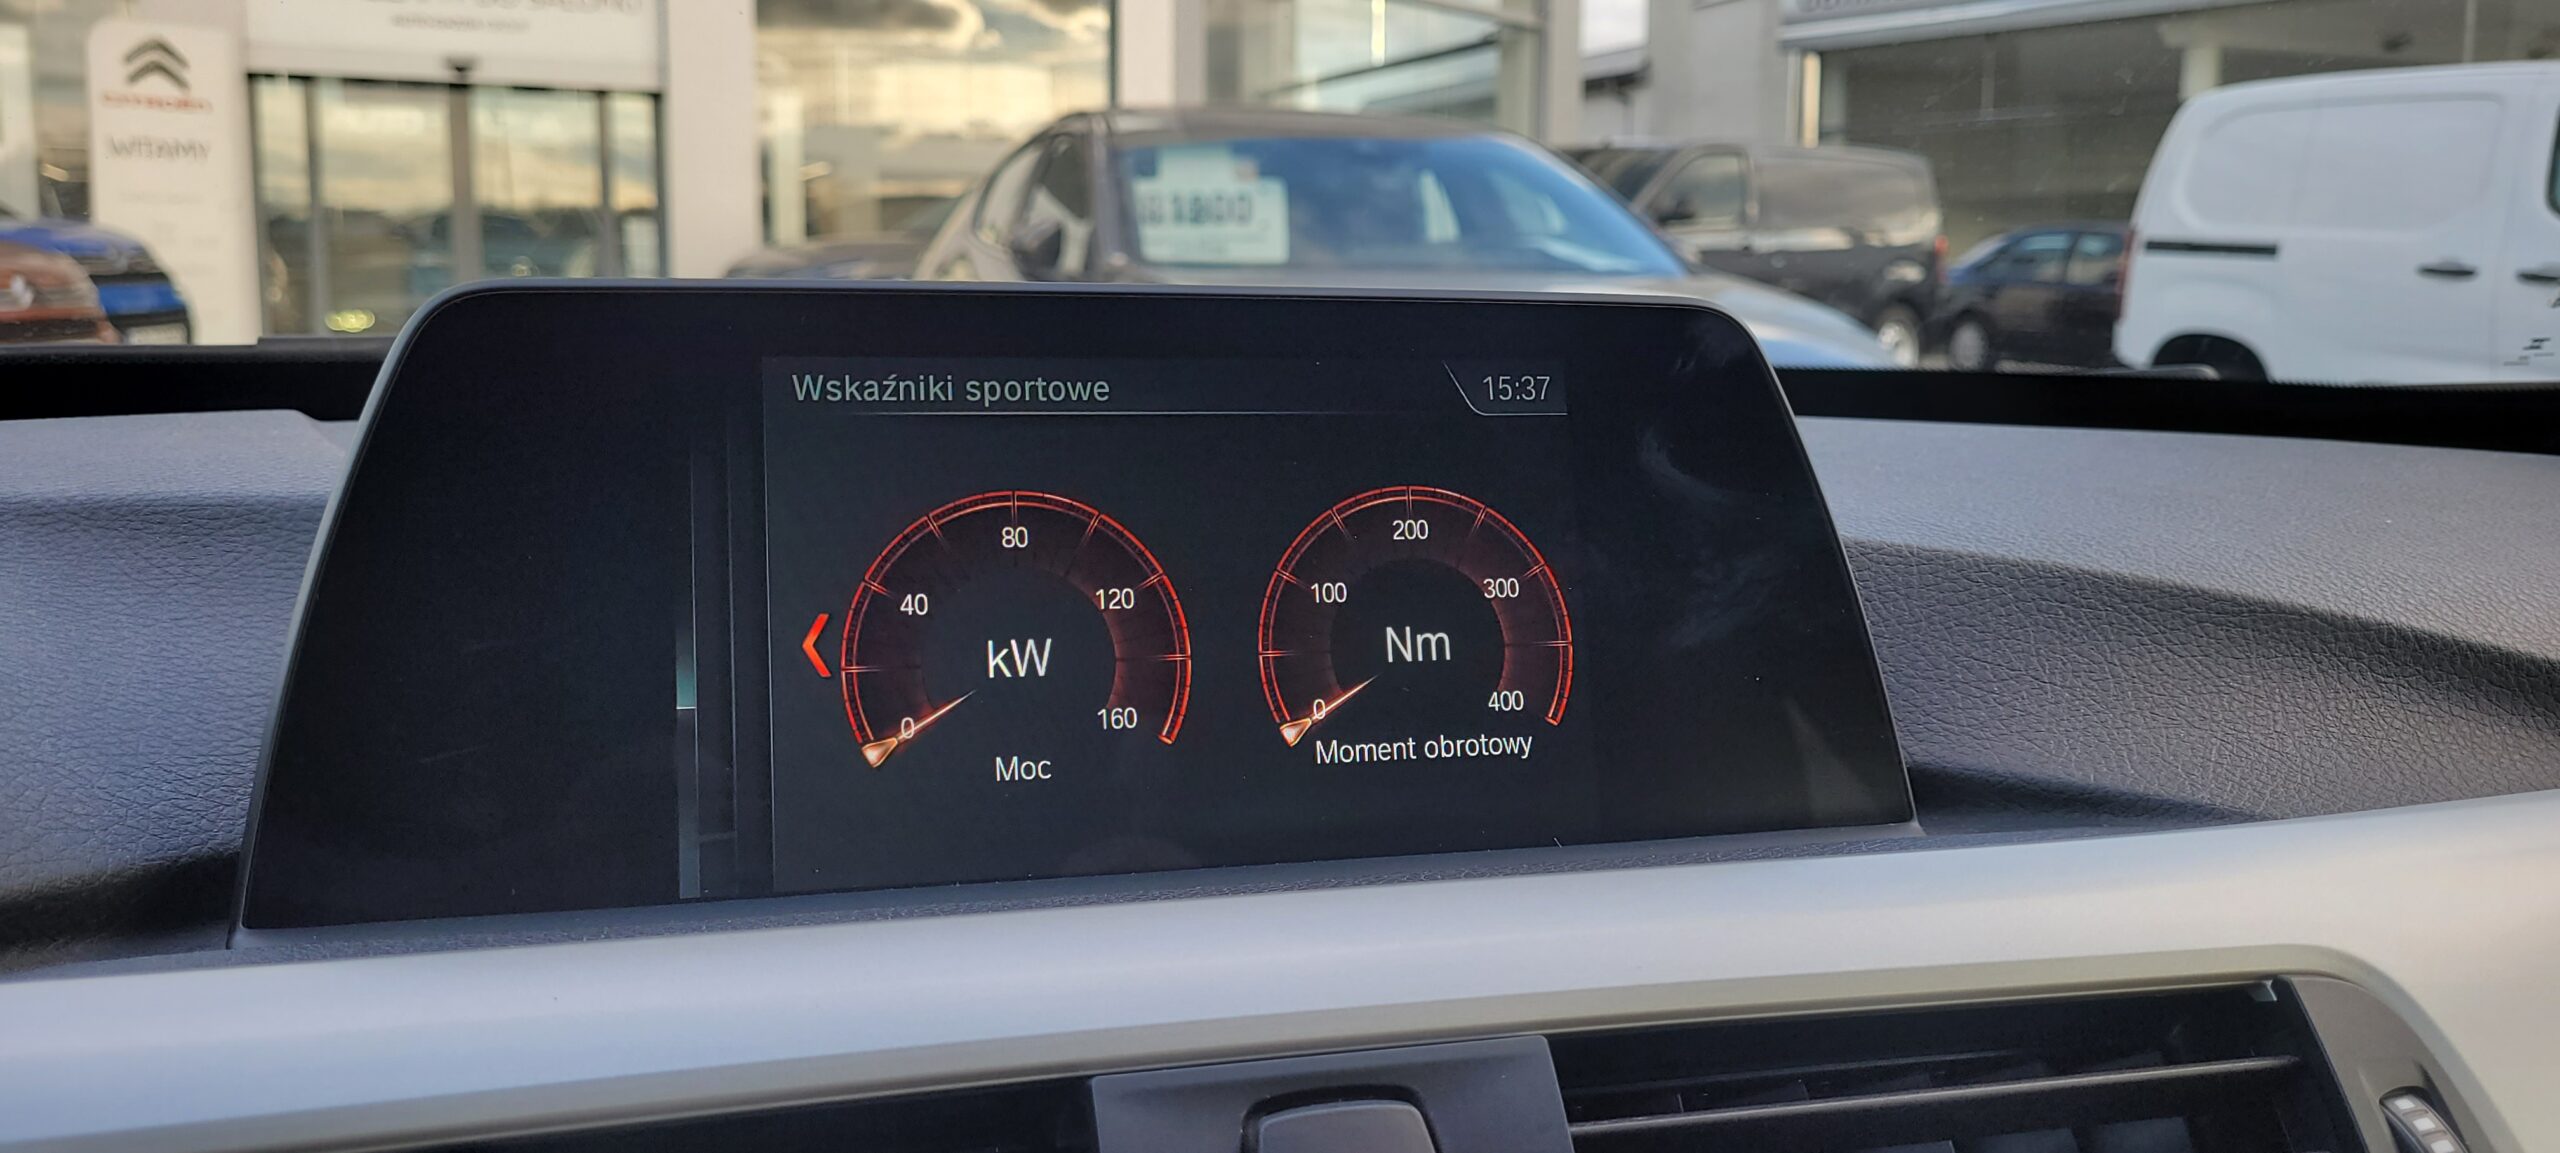 WITAMY
Wskaźniki sportowe
15:37
80
40
120
kW
0
160
Moc
200
100
300
Nm
0
400
Moment obrotowy